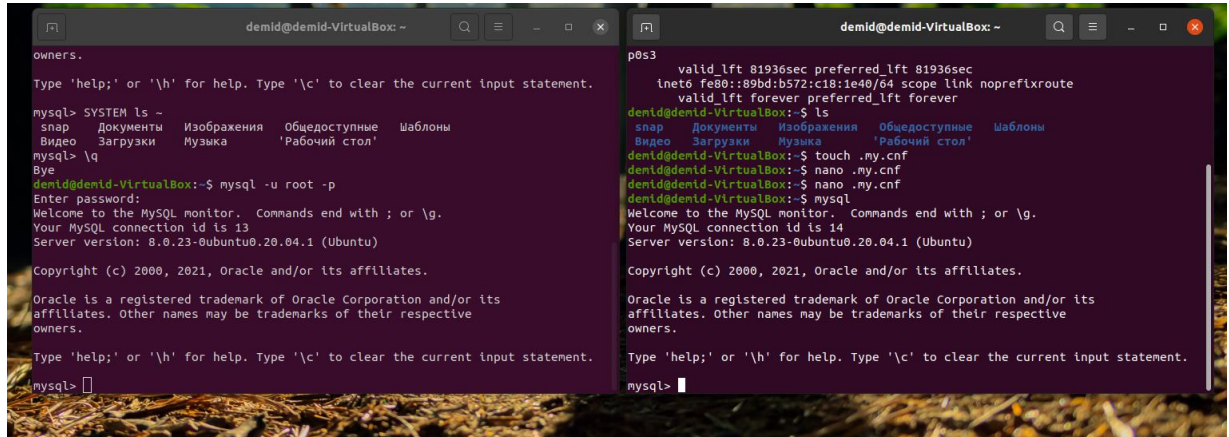 demid@demid-VirtualBox: ~
owners.
Type 'help;' or '\h' for help. Type '\c' to clear the current input statement.
mysql> SYSTEM ls ~
snap Документы Изображения Общедоступные Шаблоны
Видео Загрузки Музыка 'Рабочий стол'
mysql> \q
Bye
demid@demid-VirtualBox:~$ mysql -u root -p
Enter password:
Welcome to the MySQL monitor. Commands end with ; or \g.
Your MySQL connection id is 13
Server version: 8.0.23-0ubuntu0.20.04.1 (Ubuntu)
Copyright (c) 2000, 2021, Oracle and/or its affiliates.
Oracle is a registered trademark of Oracle Corporation and/or its
affiliates. Other names may be trademarks of their respective
owners.
Type 'help;' or '\h' for help. Type '\c' to clear the current input statement.
mysql>
demid@demid-VirtualBox: ~
p0s3
valid_lft 81936sec preferred_lft 81936sec
inet6 fe80::89bd:b572:c18:1e40/64 scope link noprefixroute
valid_lft forever preferred_lft forever
demid@demid-VirtualBox:~$ ls
snap Документы Изображения Общедоступные Шаблоны
Видео Загрузки Музыка 'Рабочий стол'
demid@demid-VirtualBox:~$ touch .my.cnf
demid@demid-VirtualBox:~$ nano .my.cnf
demid@demid-VirtualBox:~$ nano .my.cnf
demid@demid-VirtualBox:~$ mysql
Welcome to the MySQL monitor. Commands end with ; or \g.
Your MySQL connection id is 14
Server version: 8.0.23-0ubuntu0.20.04.1 (Ubuntu)
Copyright (c) 2000, 2021, Oracle and/or its affiliates.
Oracle is a registered trademark of Oracle Corporation and/or its
affiliates. Other names may be trademarks of their respective
owners.
Type 'help;' or '\h' for help. Type '\c' to clear the current input statement.
mysql>